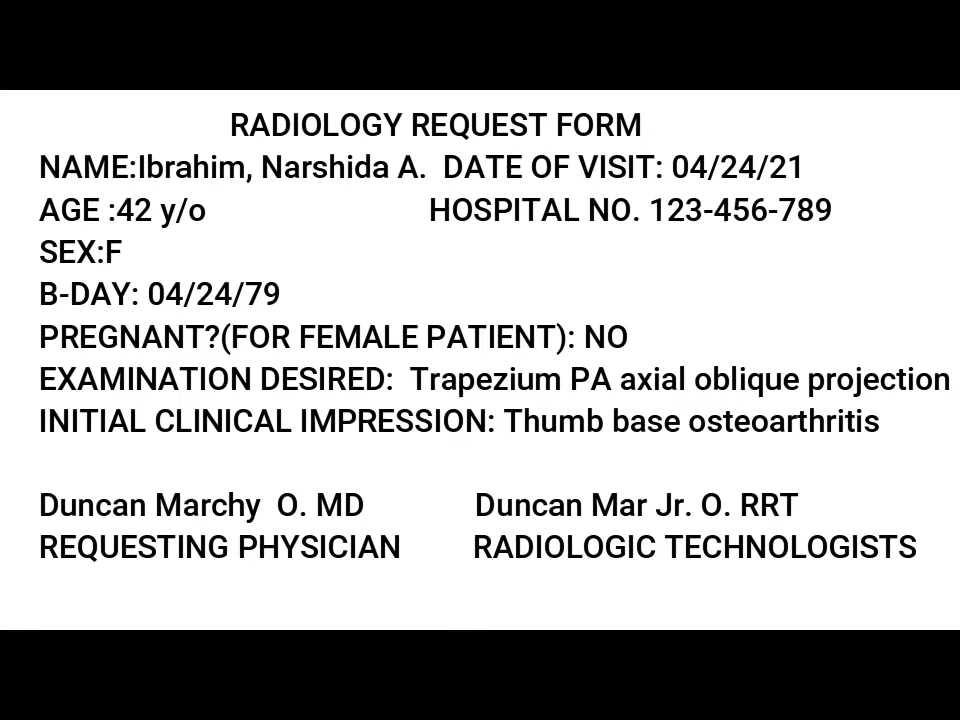 RADIOLOGY REQUEST FORM
NAME:Ibrahim, Narshida A. DATE OF VISIT: 04/24/21
AGE :42 y/o HOSPITAL NO. 123-456-789
SEX:F
B-DAY: 04/24/79
PREGNANT?(FOR FEMALE PATIENT): NO
EXAMINATION DESIRED: Trapezium PA axial oblique projection
INITIAL CLINICAL IMPRESSION: Thumb base osteoarthritis
Duncan Marchy O. MD Duncan Mar Jr. O. RRT
REQUESTING PHYSICIAN RADIOLOGIC TECHNOLOGISTS